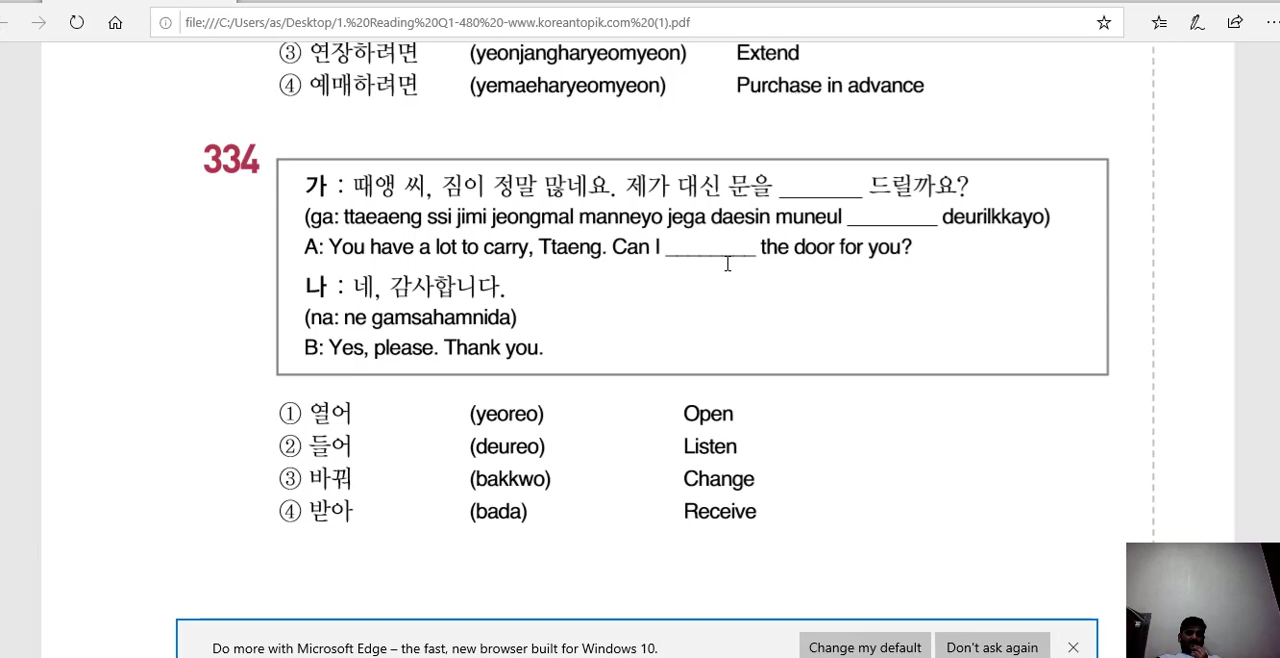 file:///C:/Users/as/Desktop/1.%20Reading%20Q1-480%20-www.koreantopik.com%20(1).pdf
③ 연장하려면 (yeonjangharyeomyeon) Extend
④ 예매하려면 (yemaeharyeomyeon) Purchase in advance
334
가 : 때앵 씨, 짐이 정말 많네요. 제가 대신 문을 ________ 드릴까요?
(ga: ttaeaeng ssi jimi jeongmal manneyo jega daesin muneul ________ deurilkkayo)
A: You have a lot to carry, Ttaeng. Can I ________ the door for you?
나 : 네, 감사합니다.
(na: ne gamsahamnida)
B: Yes, please. Thank you.
① 열어 (yeoreo) Open
② 들어 (deureo) Listen
③ 바꿔 (bakkwo) Change
④ 받아 (bada) Receive
Do more with Microsoft Edge – the fast, new browser built for Windows 10. Change my default Don't ask again